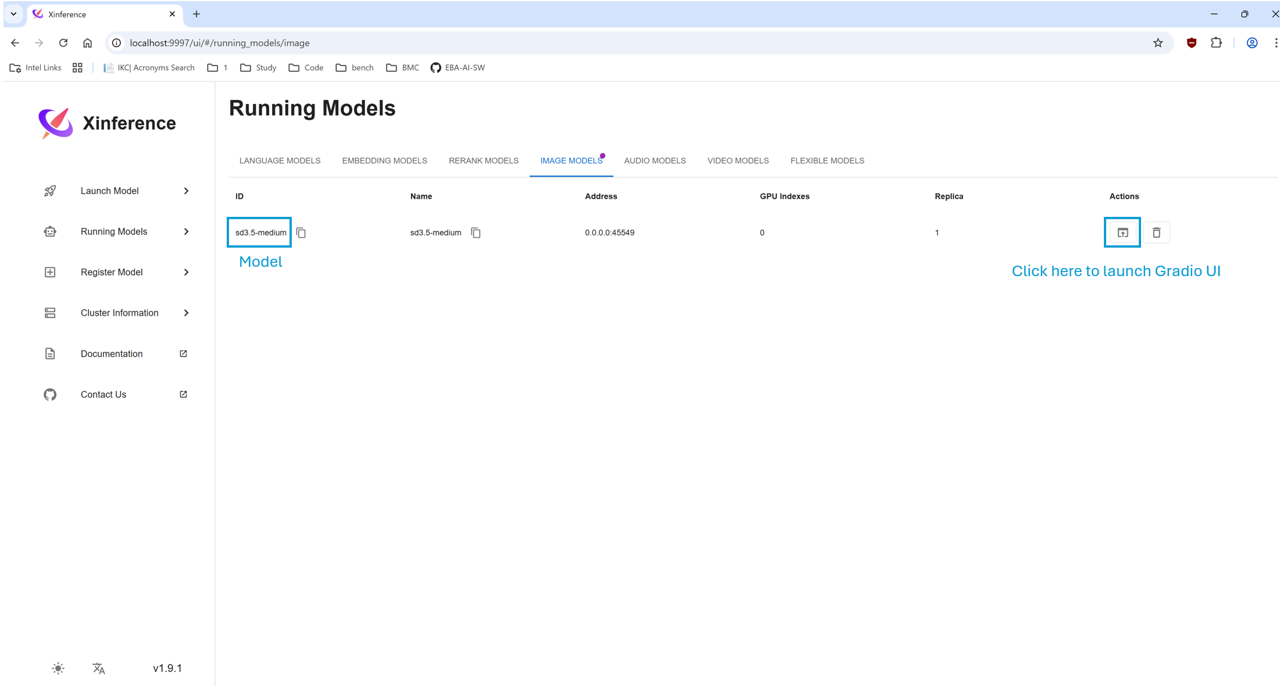 Xinference
localhost:9997/ui/#/running_models/image
Intel Links
IKC| Acronyms Search
1
Study
Code
bench
BMC
EBA-AI-SW
Xinference
Launch Model
Running Models
Register Model
Cluster Information
Documentation
Contact Us
v1.9.1
Running Models
LANGUAGE MODELS
EMBEDDING MODELS
RERANK MODELS
IMAGE MODELS
AUDIO MODELS
VIDEO MODELS
FLEXIBLE MODELS
ID Name Address GPU Indexes Replica Actions
sd3.5-medium sd3.5-medium 0.0.0.0:45549 0 1
Model
Click here to launch Gradio UI